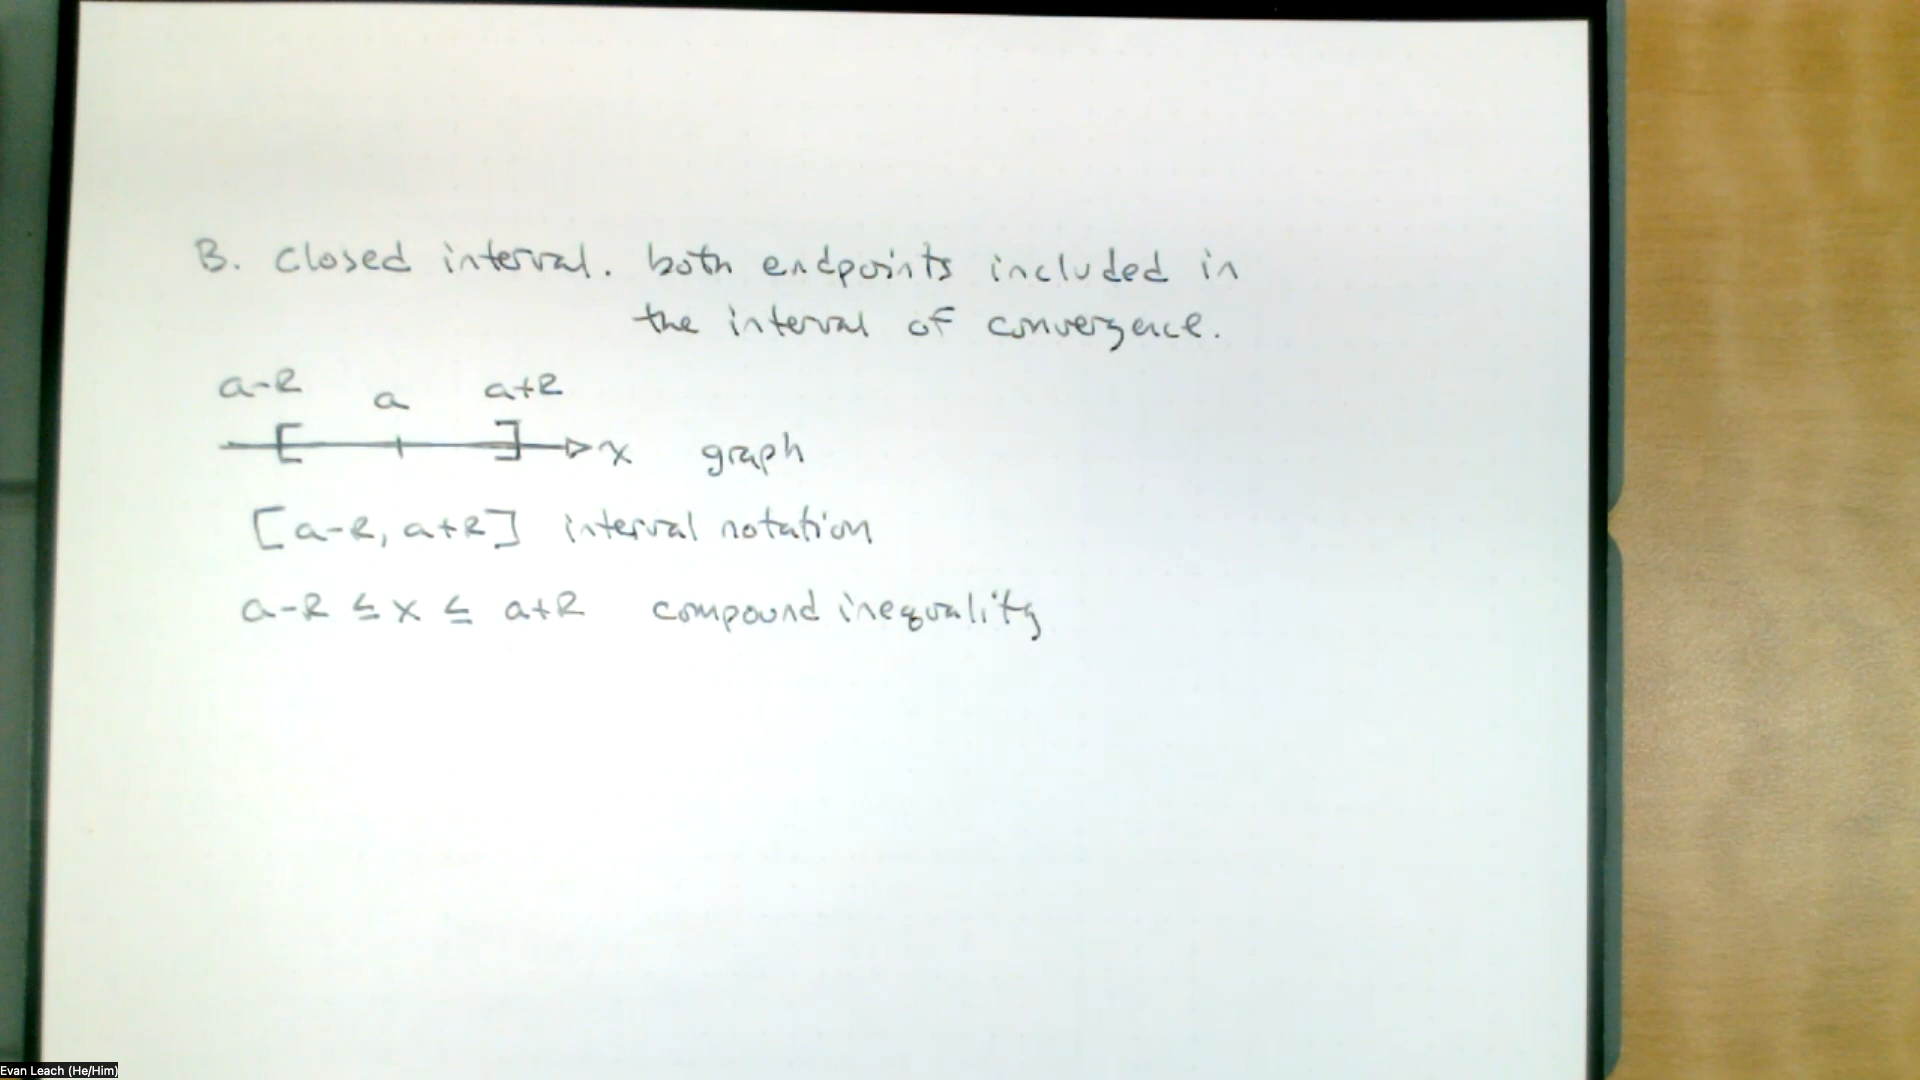 B. closed interval. both endpoints included in
the interval of convergence.
a-R a a+R
[ ] x graph
[a-R, a+R] interval notation
a-R ≤ x ≤ a+R compound inequality
Evan Leach (He/Him)